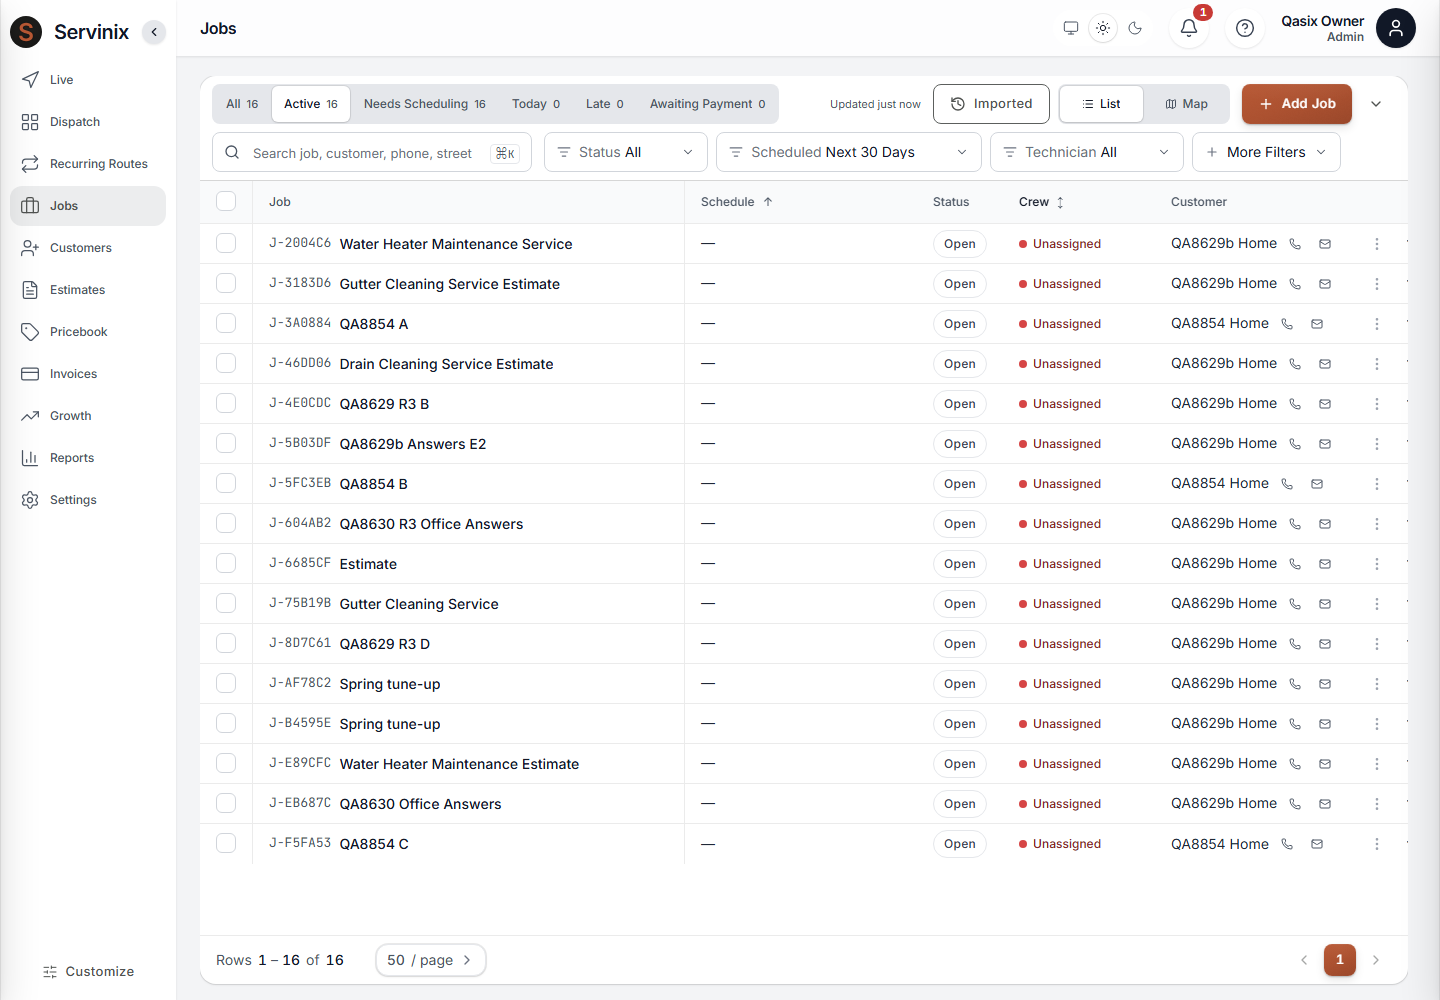 S Servinix
Live
Dispatch
Recurring Routes
Jobs
Customers
Estimates
Pricebook
Invoices
Growth
Reports
Settings
Customize
Jobs
1
Qasix Owner
Admin
All 16 Active 16 Needs Scheduling 16 Today 0 Late 0 Awaiting Payment 0
Updated just now Imported List Map + Add Job
Search job, customer, phone, street ⌘K Status All Scheduled Next 30 Days Technician All + More Filters
Job Schedule ↑ Status Crew ↕ Customer
J-2004C6 Water Heater Maintenance Service — Open Unassigned QA8629b Home
J-3183D6 Gutter Cleaning Service Estimate — Open Unassigned QA8629b Home
J-3A0884 QA8854 A — Open Unassigned QA8854 Home
J-46DD06 Drain Cleaning Service Estimate — Open Unassigned QA8629b Home
J-4E0CDC QA8629 R3 B — Open Unassigned QA8629b Home
J-5B03DF QA8629b Answers E2 — Open Unassigned QA8629b Home
J-5FC3EB QA8854 B — Open Unassigned QA8854 Home
J-604AB2 QA8630 R3 Office Answers — Open Unassigned QA8629b Home
J-6685CF Estimate — Open Unassigned QA8629b Home
J-75B19B Gutter Cleaning Service — Open Unassigned QA8629b Home
J-8D7C61 QA8629 R3 D — Open Unassigned QA8629b Home
J-AF78C2 Spring tune-up — Open Unassigned QA8629b Home
J-B4595E Spring tune-up — Open Unassigned QA8629b Home
J-E89CFC Water Heater Maintenance Estimate — Open Unassigned QA8629b Home
J-EB687C QA8630 Office Answers — Open Unassigned QA8629b Home
J-F5FA53 QA8854 C — Open Unassigned QA8854 Home
Rows 1 – 16 of 16 50 / page 1